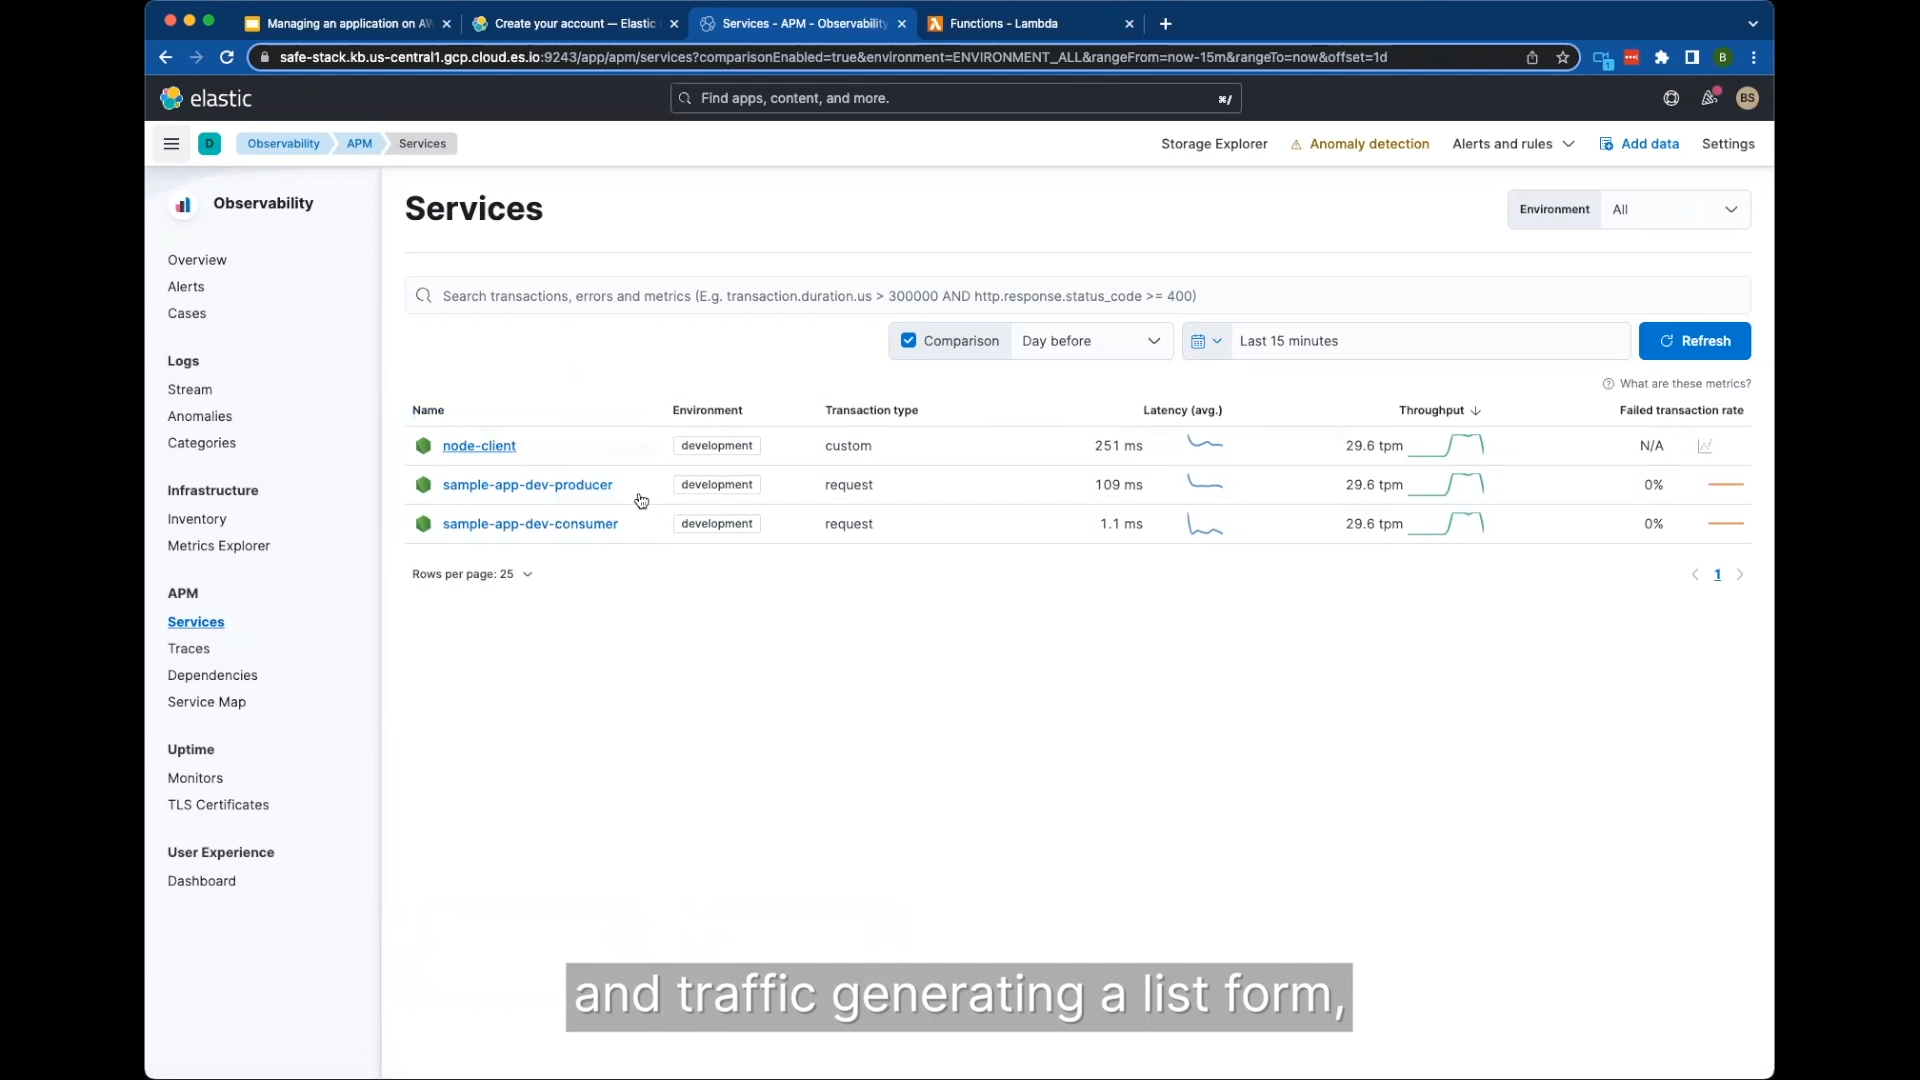 Managing an application on AW
Create your account — Elastic
Services - APM - Observability
Functions - Lambda
safe-stack.kb.us-central1.gcp.cloud.es.io:9243/app/apm/services?comparisonEnabled=true&environment=ENVIRONMENT_ALL&rangeFrom=now-15m&rangeTo=now&offset=1d
1
B
elastic
Find apps, content, and more.
⌘/
BS
D
Observability
APM
Services
Storage Explorer
Anomaly detection
Alerts and rules
Add data
Settings
Observability
Overview
Alerts
Cases
Logs
Stream
Anomalies
Categories
Infrastructure
Inventory
Metrics Explorer
APM
Services
Traces
Dependencies
Service Map
Uptime
Monitors
TLS Certificates
User Experience
Dashboard
Services
Environment All
Search transactions, errors and metrics (E.g. transaction.duration.us > 300000 AND http.response.status_code >= 400)
Comparison Day before Last 15 minutes Refresh
What are these metrics?
Name Environment Transaction type Latency (avg.) Throughput Failed transaction rate
node-client development custom 251 ms 29.6 tpm N/A
sample-app-dev-producer development request 109 ms 29.6 tpm 0%
sample-app-dev-consumer development request 1.1 ms 29.6 tpm 0%
Rows per page: 25
1
and traffic generating a list form,